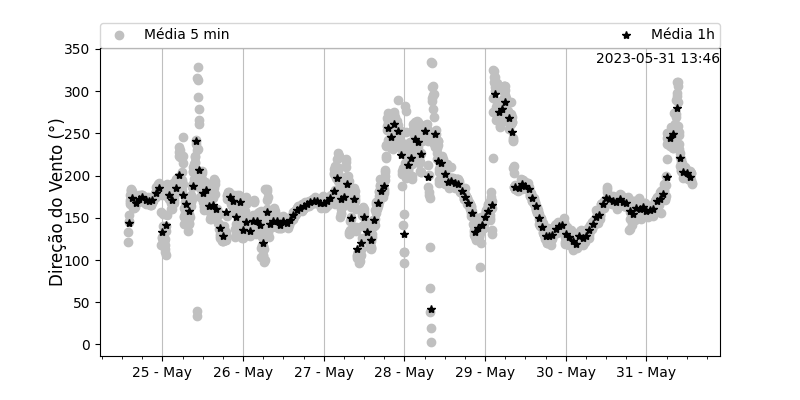 Média 5 min
Média 1h
2023-05-31 13:46
Direção do Vento (°)
350
300
250
200
150
100
50
0
25 - May
26 - May
27 - May
28 - May
29 - May
30 - May
31 - May